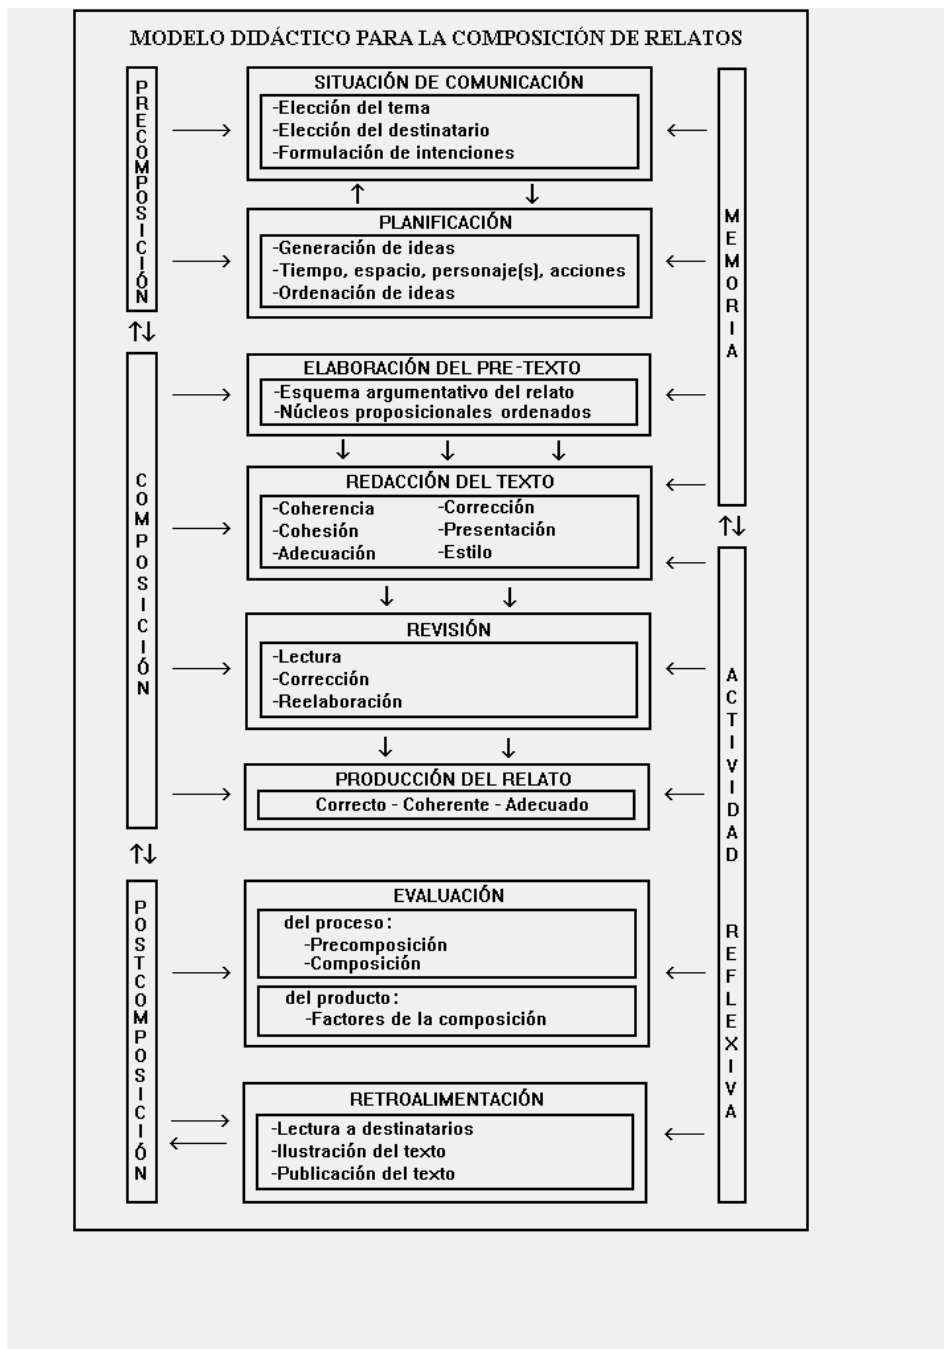 MODELO DIDÁCTICO PARA LA COMPOSICIÓN DE RELATOS
PRECOMPOSICIÓN
SITUACIÓN DE COMUNICACIÓN
-Elección del tema
-Elección del destinatario
-Formulación de intenciones
PLANIFICACIÓN
-Generación de ideas
-Tiempo, espacio, personaje(s), acciones
-Ordenación de ideas
MEMORIA
COMPOSICIÓN
ELABORACIÓN DEL PRE-TEXTO
-Esquema argumentativo del relato
-Núcleos proposicionales ordenados
REDACCIÓN DEL TEXTO
-Coherencia -Corrección
-Cohesión -Presentación
-Adecuación -Estilo
REVISIÓN
-Lectura
-Corrección
-Reelaboración
PRODUCCIÓN DEL RELATO
Correcto - Coherente - Adecuado
ACTIVIDAD REFLEXIVA
POSTCOMPOSICIÓN
EVALUACIÓN
del proceso:
-Precomposición
-Composición
del producto:
-Factores de la composición
RETROALIMENTACIÓN
-Lectura a destinatarios
-Ilustración del texto
-Publicación del texto